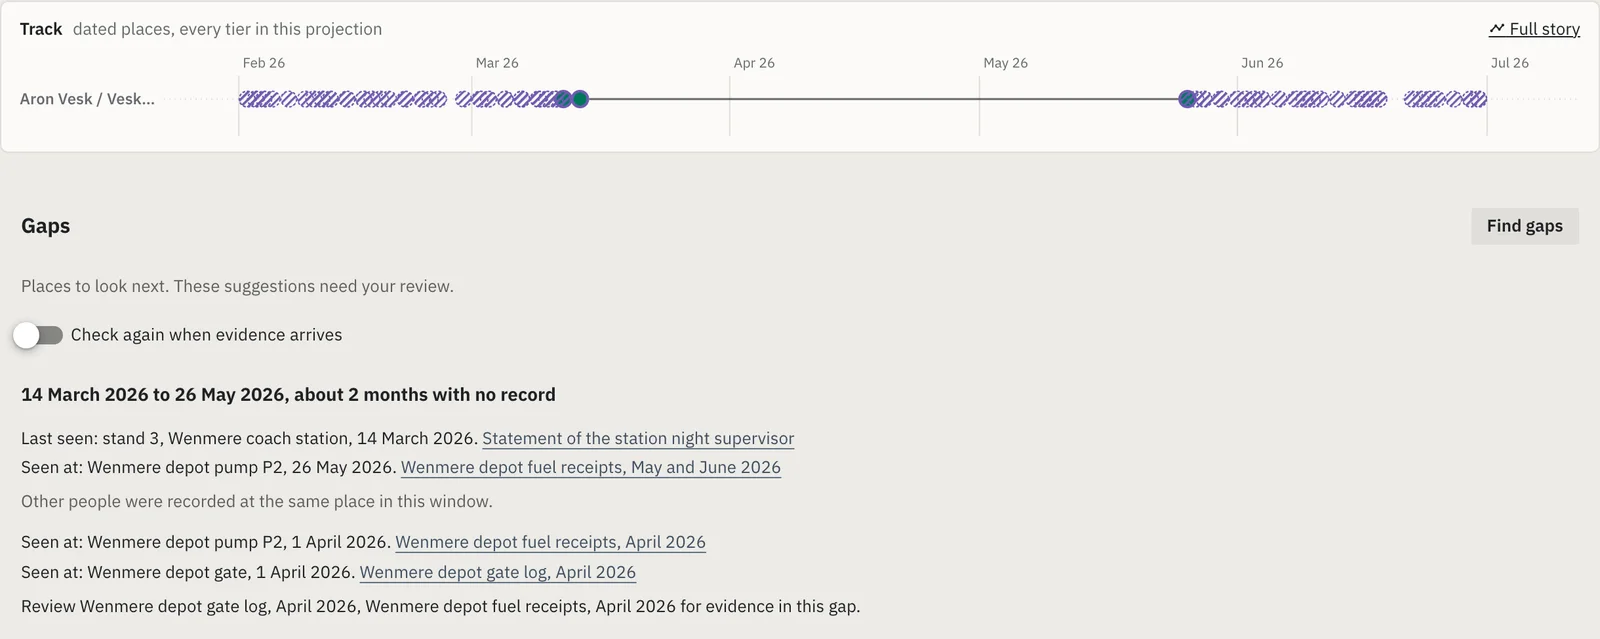 Track dated places, every tier in this projection
Full story
Feb 26 Mar 26 Apr 26 May 26 Jun 26 Jul 26
Aron Vesk / Vesk...
Gaps
Find gaps
Places to look next. These suggestions need your review.
Check again when evidence arrives
14 March 2026 to 26 May 2026, about 2 months with no record
Last seen: stand 3, Wenmere coach station, 14 March 2026. Statement of the station night supervisor
Seen at: Wenmere depot pump P2, 26 May 2026. Wenmere depot fuel receipts, May and June 2026
Other people were recorded at the same place in this window.
Seen at: Wenmere depot pump P2, 1 April 2026. Wenmere depot fuel receipts, April 2026
Seen at: Wenmere depot gate, 1 April 2026. Wenmere depot gate log, April 2026
Review Wenmere depot gate log, April 2026, Wenmere depot fuel receipts, April 2026 for evidence in this gap.